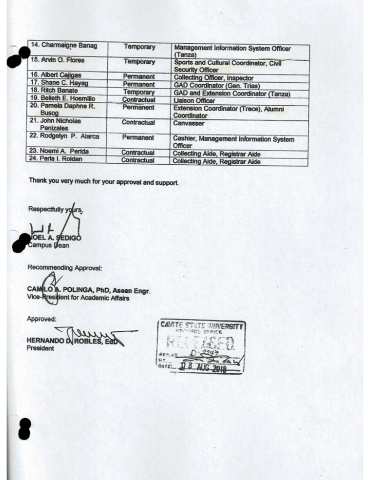 14. Charmaigne Banag Temporary Management Information System Officer
(Tanza)
15. Arvin O. Flores Temporary Sports and Cultural Coordinator, Civil
Security Officer
16. Albert Cejigas Permanent Collecting Officer, Inspector
17. Shane C. Hayag Permanent GAD Coordinator (Gen. Trias)
18. Ritch Banate Temporary GAD and Extension Coordinator (Tanza)
19. Belleth E. Hosmillo Contractual Liaison Officer
20. Pamela Daphne R. Permanent Extension Coordinator (Trece), Alumni
Busog Coordinator
21. John Nicholas Contractual Canvasser
Panizales
22. Rodgelyn P. Alarca Permanent Cashier, Management Information System
Officer
23. Noemi A. Perida Contractual Collecting Aide, Registrar Aide
24. Perla I. Roldan Contractual Collecting Aide, Registrar Aide
Thank you very much for your approval and support.
Respectfully yours,
NOEL A. SEDIGO
Campus Dean
Recommending Approval:
CAMILO A. POLINGA, PhD, Asean Engr.
Vice-President for Academic Affairs
Approved:
HERNANDO D. ROBLES, EdD
President
CAVITE STATE UNIVERSITY
RECORDS OFFICE
RECEIVED
DATE: 08 AUG 2018